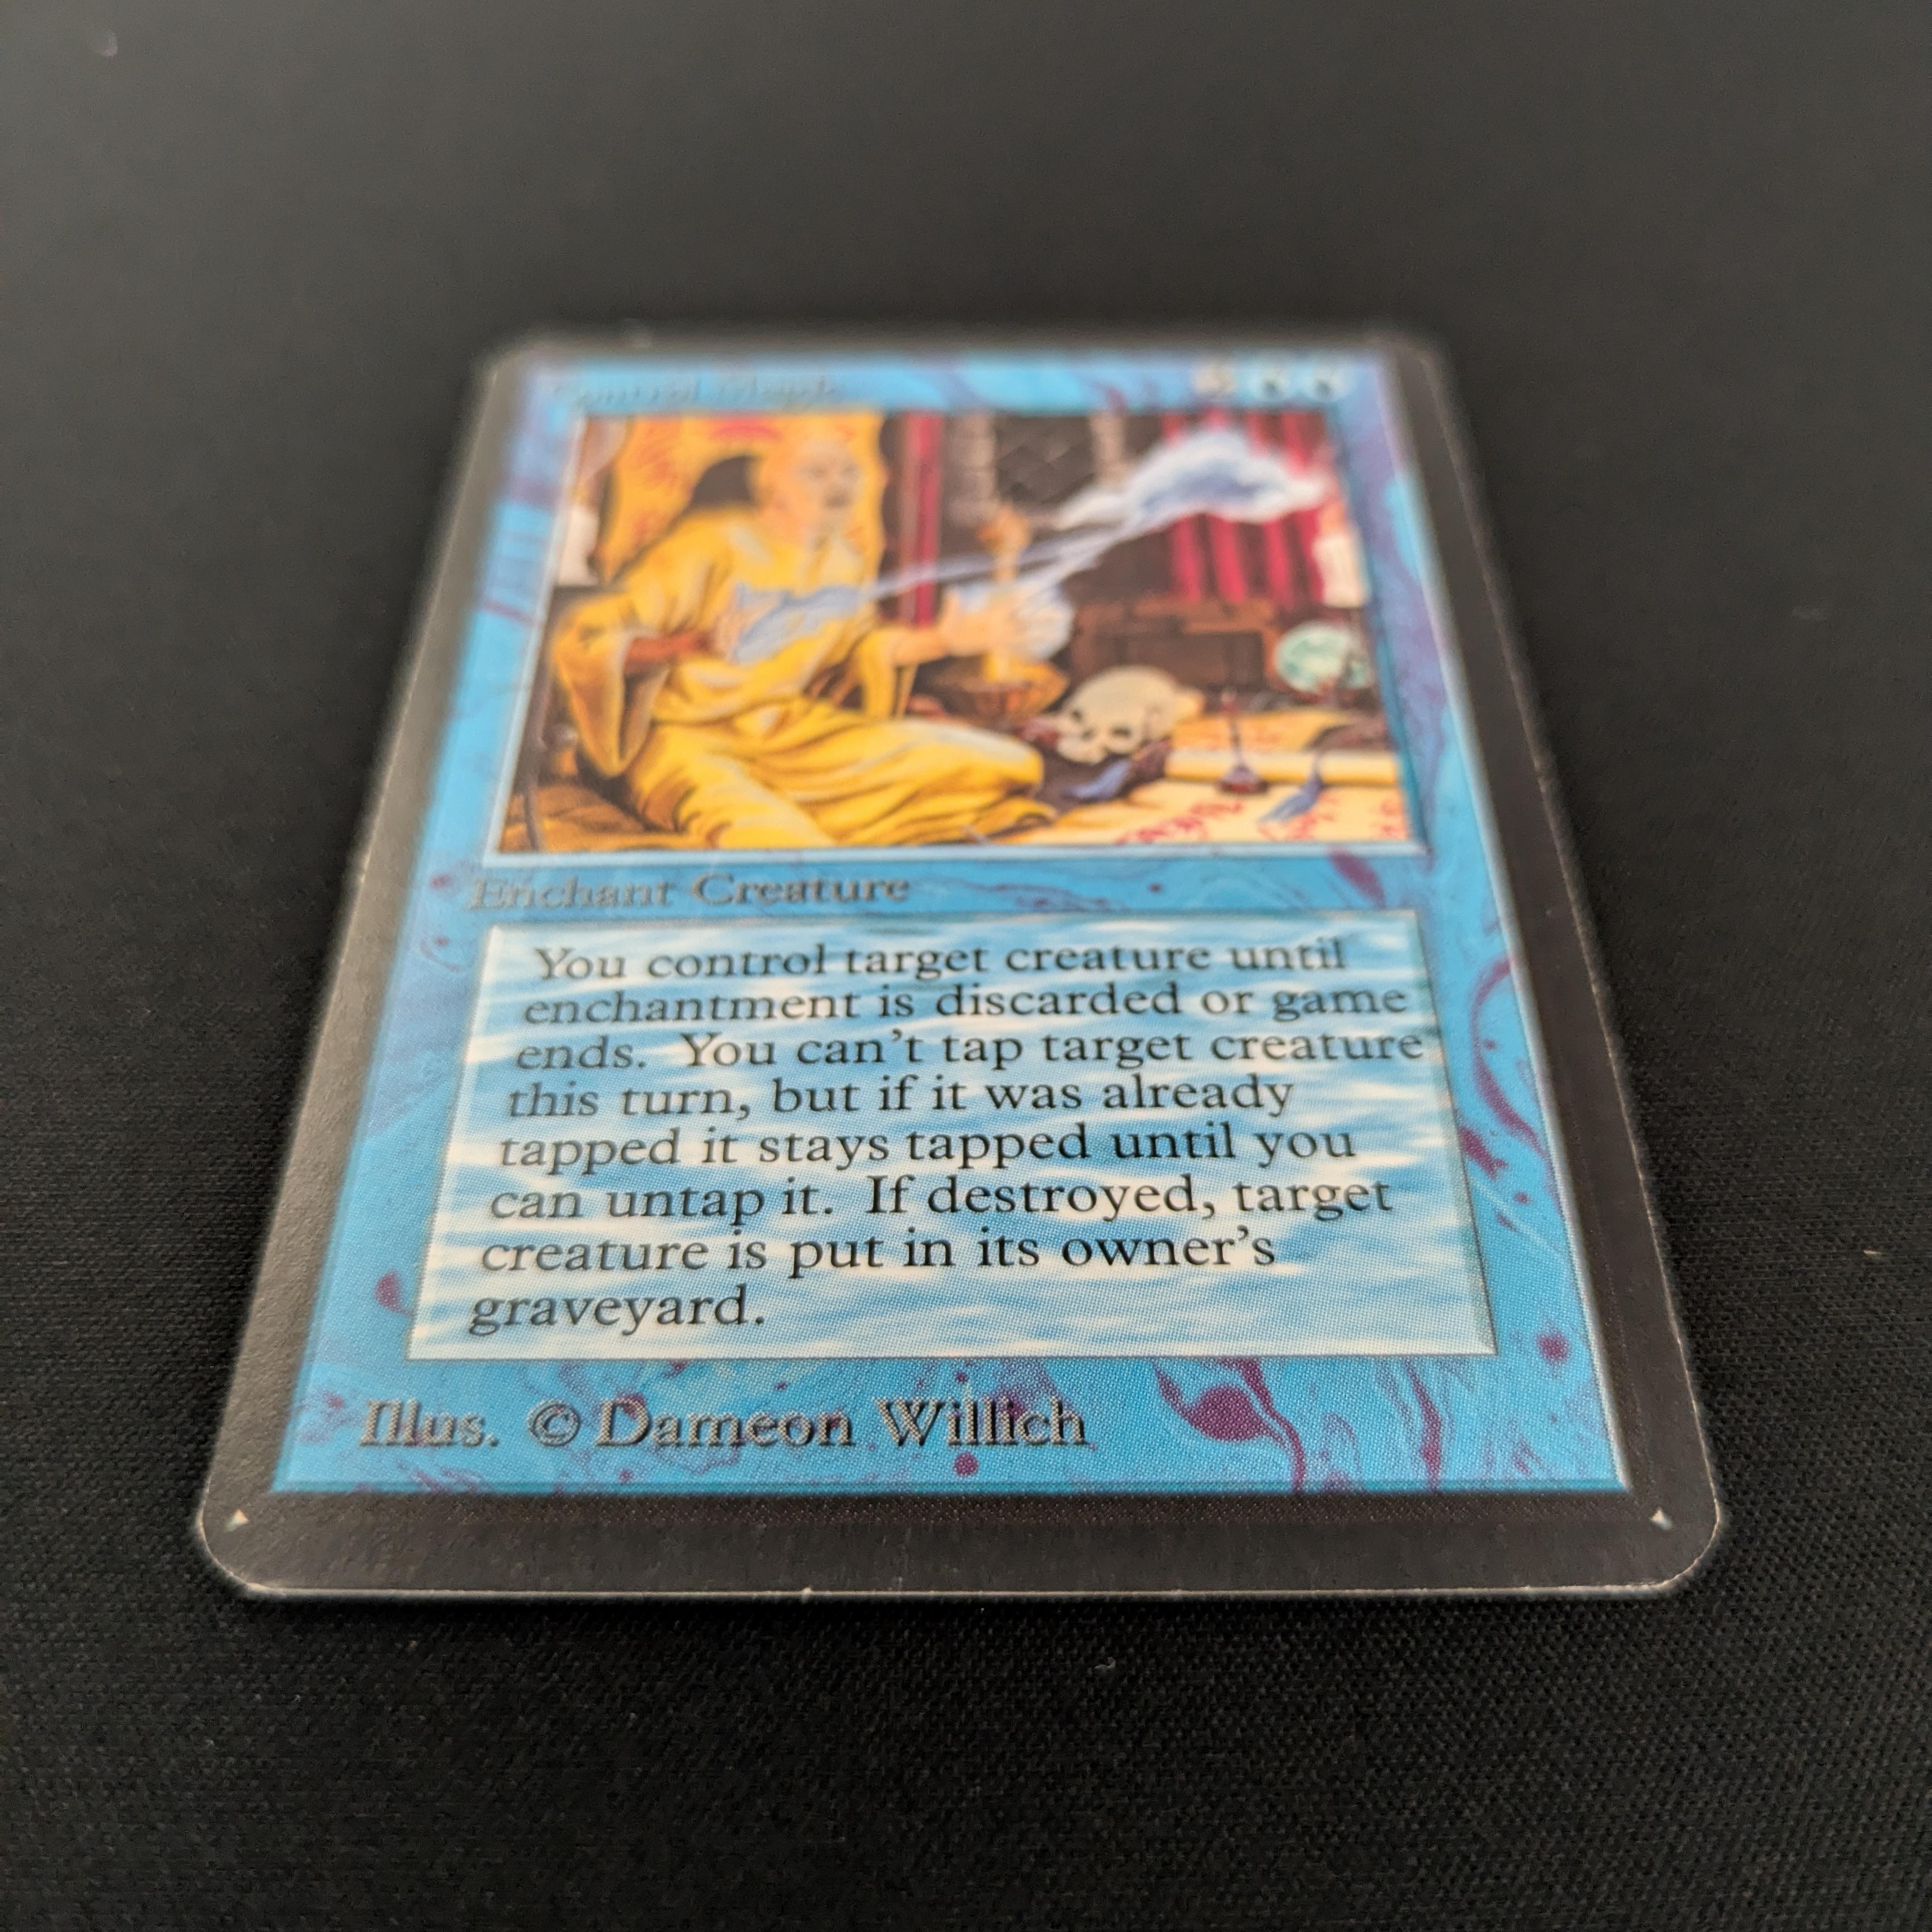 Control Magic
Enchant Creature
You control target creature until
enchantment is discarded or game
ends. You can't tap target creature
this turn, but if it was already
tapped it stays tapped until you
can untap it. If destroyed, target
creature is put in its owner's
graveyard.
Illus. © Dameon Willich